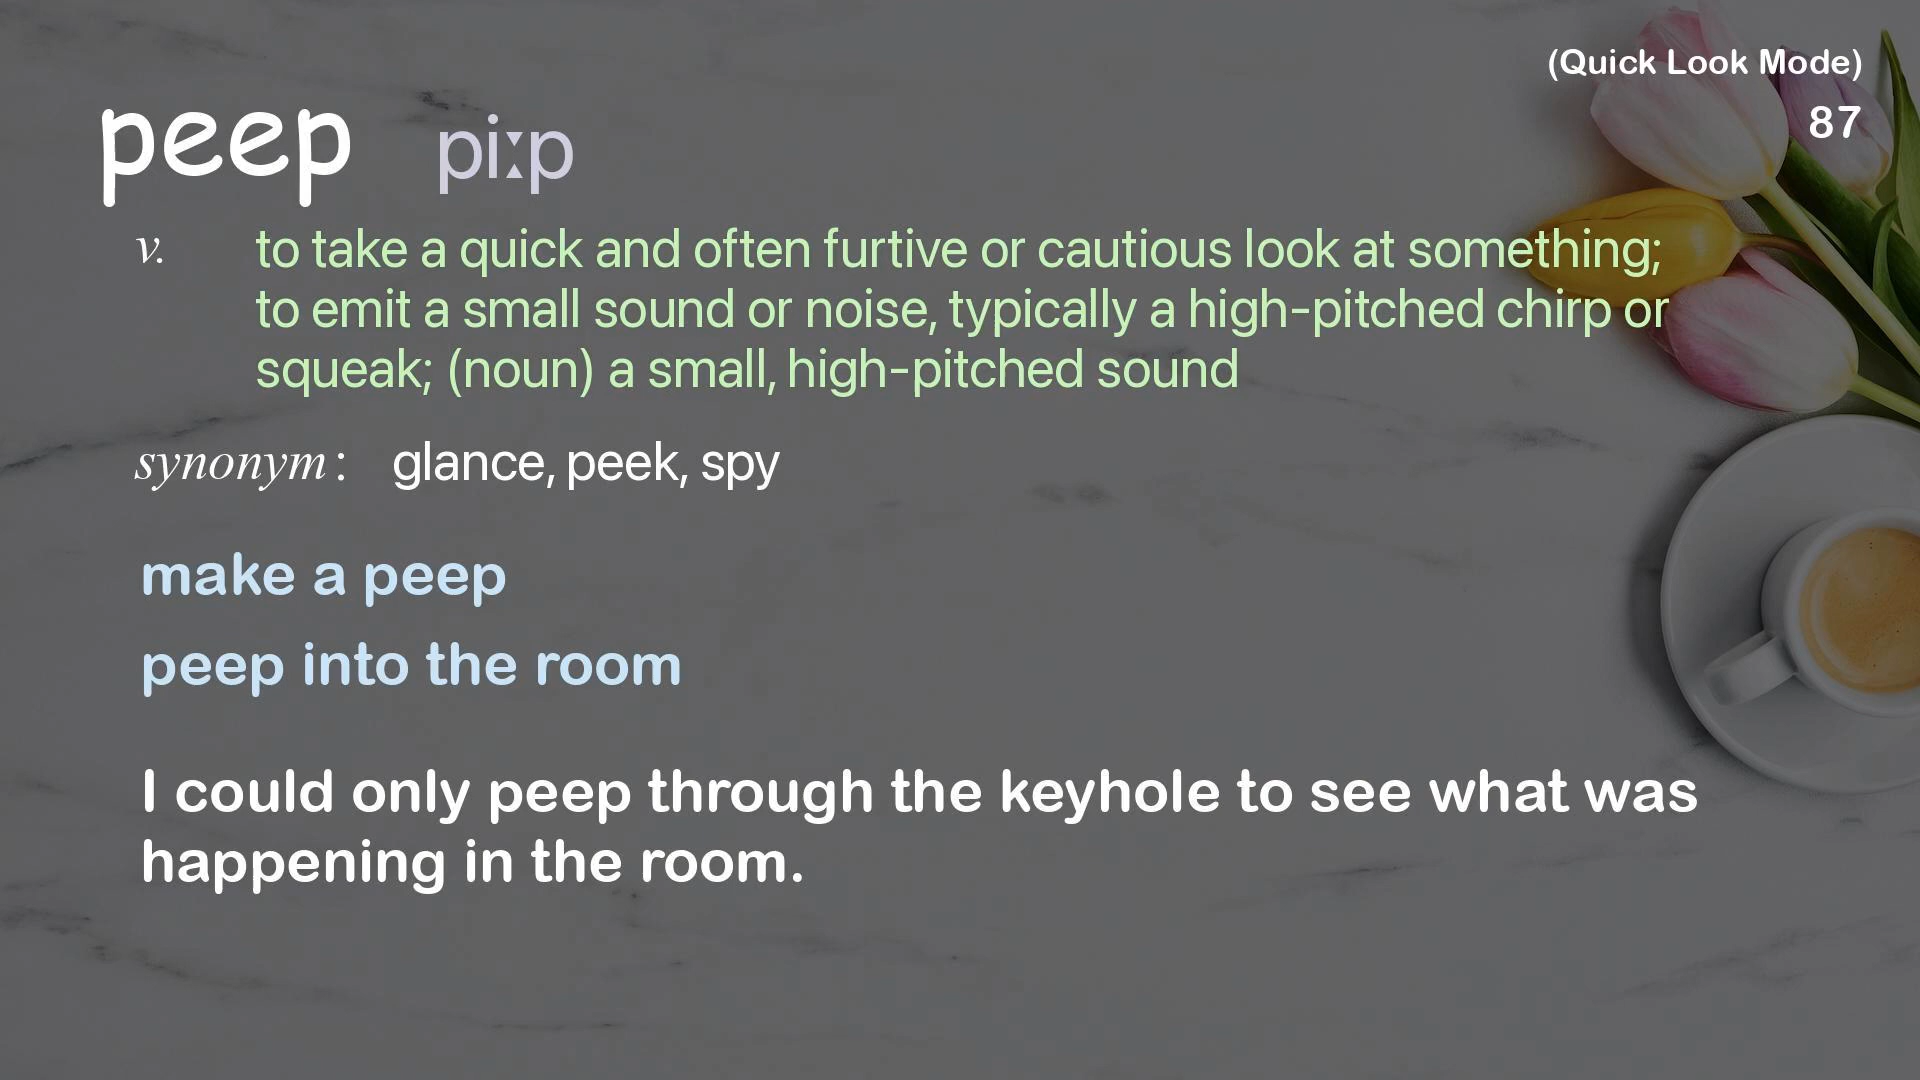 (Quick Look Mode)
87
peep piːp
v. to take a quick and often furtive or cautious look at something;
to emit a small sound or noise, typically a high-pitched chirp or
squeak; (noun) a small, high-pitched sound
synonym: glance, peek, spy
make a peep
peep into the room
I could only peep through the keyhole to see what was
happening in the room.